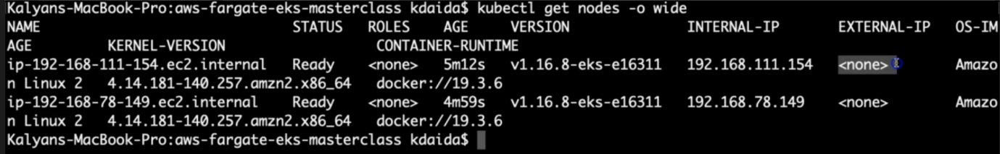 Kalyans-MacBook-Pro:aws-fargate-eks-masterclass kdaida$ kubectl get nodes -o wide
NAME STATUS ROLES AGE VERSION INTERNAL-IP EXTERNAL-IP OS-IM
AGE KERNEL-VERSION CONTAINER-RUNTIME
ip-192-168-111-154.ec2.internal Ready <none> 5m12s v1.16.8-eks-e16311 192.168.111.154 <none> Amazo
n Linux 2 4.14.181-140.257.amzn2.x86_64 docker://19.3.6
ip-192-168-78-149.ec2.internal Ready <none> 4m59s v1.16.8-eks-e16311 192.168.78.149 <none> Amazo
n Linux 2 4.14.181-140.257.amzn2.x86_64 docker://19.3.6
Kalyans-MacBook-Pro:aws-fargate-eks-masterclass kdaida$